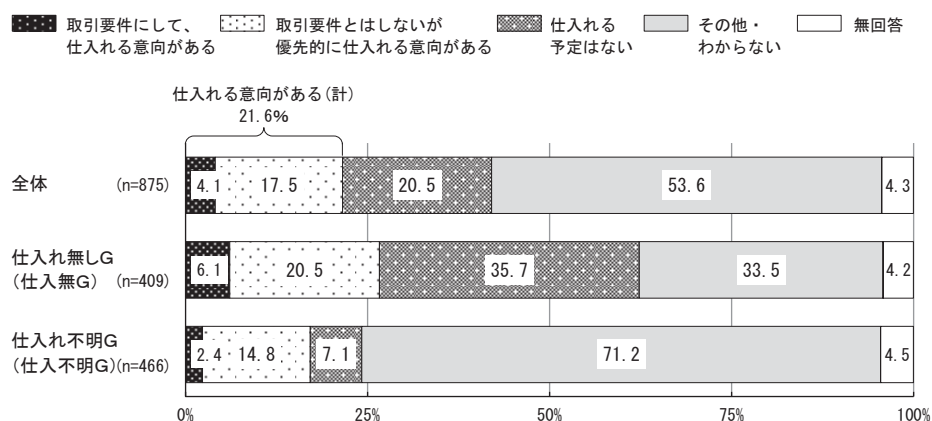 取引要件にして、
仕入れる意向がある
取引要件とはしないが
優先的に仕入れる意向がある
仕入れる
予定はない
その他・
わからない
無回答
仕入れる意向がある(計)
21.6%
全体 (n=875) 4.1 17.5 20.5 53.6 4.3
仕入れ無しG
(仕入無G) (n=409) 6.1 20.5 35.7 33.5 4.2
仕入れ不明G
(仕入不明G)(n=466) 2.4 14.8 7.1 71.2 4.5
0% 25% 50% 75% 100%